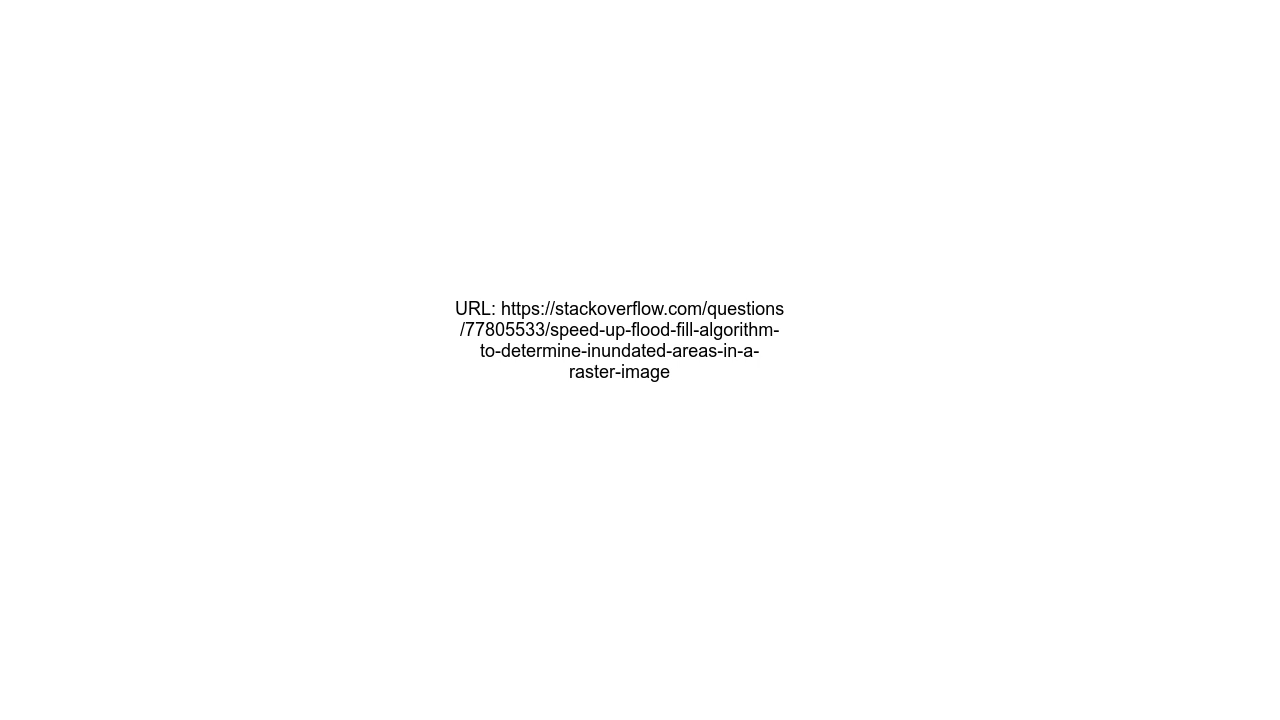 URL: https://stackoverflow.com/questions
/77805533/speed-up-flood-fill-algorithm-
to-determine-inundated-areas-in-a-
raster-image